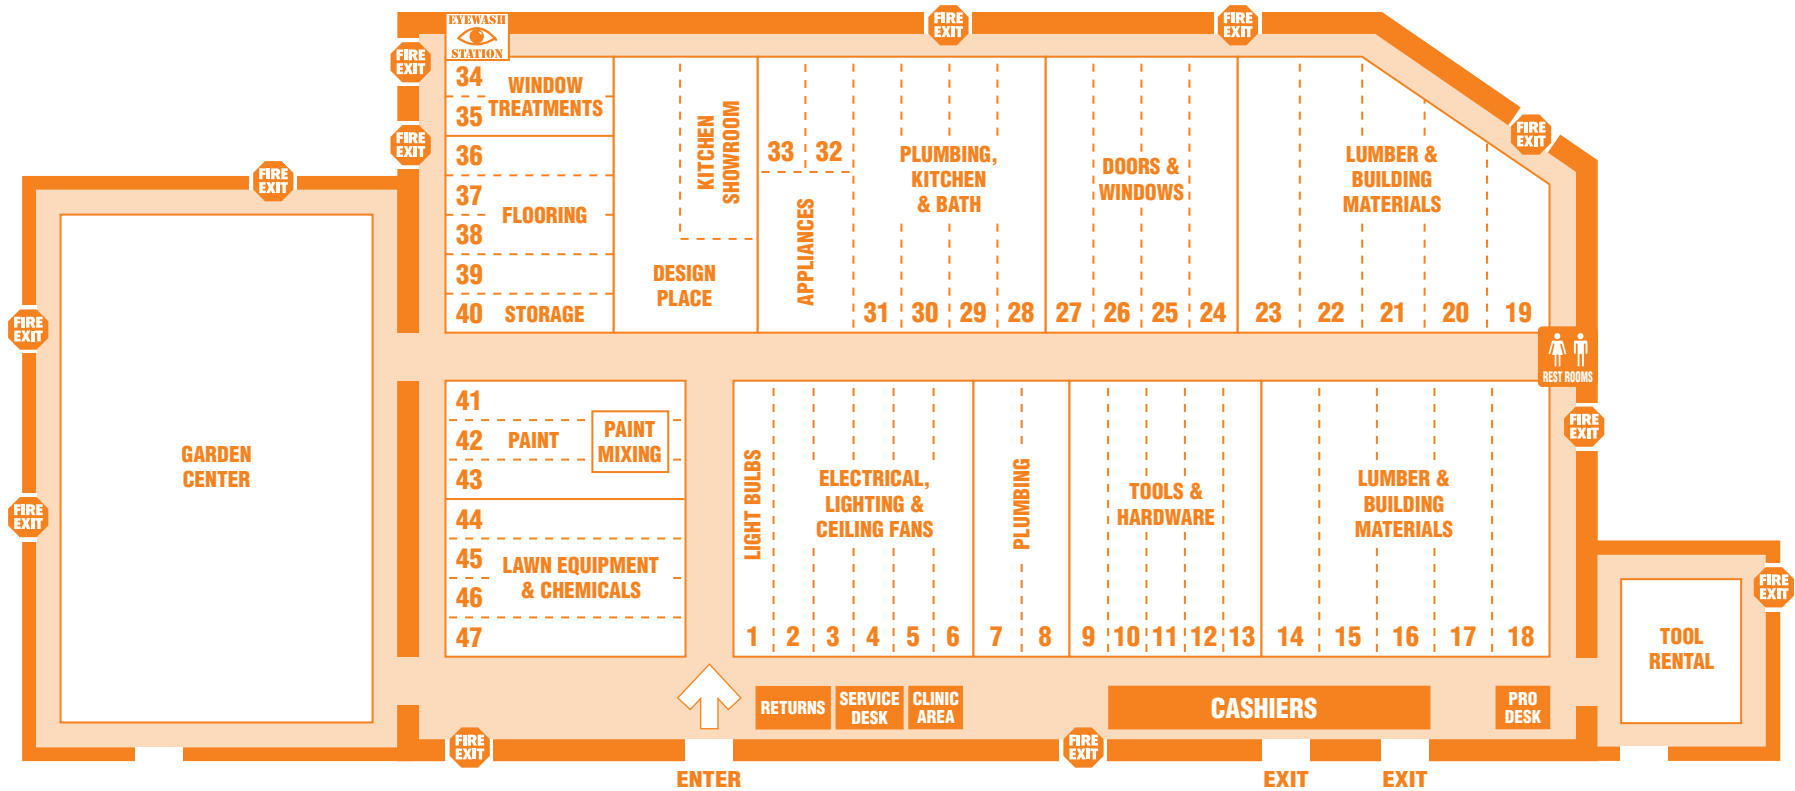 EYEWASH
STATION
FIRE
EXIT
FIRE
EXIT
FIRE
EXIT
FIRE
EXIT
FIRE
EXIT
FIRE
EXIT
FIRE
EXIT
FIRE
EXIT
FIRE
EXIT
FIRE
EXIT
FIRE
EXIT
FIRE
EXIT
34
35
WINDOW
TREATMENTS
36
37
38
39
FLOORING
40 STORAGE
KITCHEN
SHOWROOM
DESIGN
PLACE
33 32
APPLIANCES
PLUMBING,
KITCHEN
& BATH
31 30 29 28
DOORS &
WINDOWS
27 26 25 24
LUMBER &
BUILDING
MATERIALS
23 22 21 20 19
REST ROOMS
GARDEN
CENTER
41
42 PAINT
43
PAINT
MIXING
44
45
46
47
LAWN EQUIPMENT
& CHEMICALS
LIGHT BULBS
ELECTRICAL,
LIGHTING &
CEILING FANS
1 2 3 4 5 6
PLUMBING
7 8
TOOLS &
HARDWARE
9 10 11 12 13
LUMBER &
BUILDING
MATERIALS
14 15 16 17 18
TOOL
RENTAL
RETURNS
SERVICE
DESK
CLINIC
AREA
CASHIERS
PRO
DESK
ENTER
EXIT
EXIT